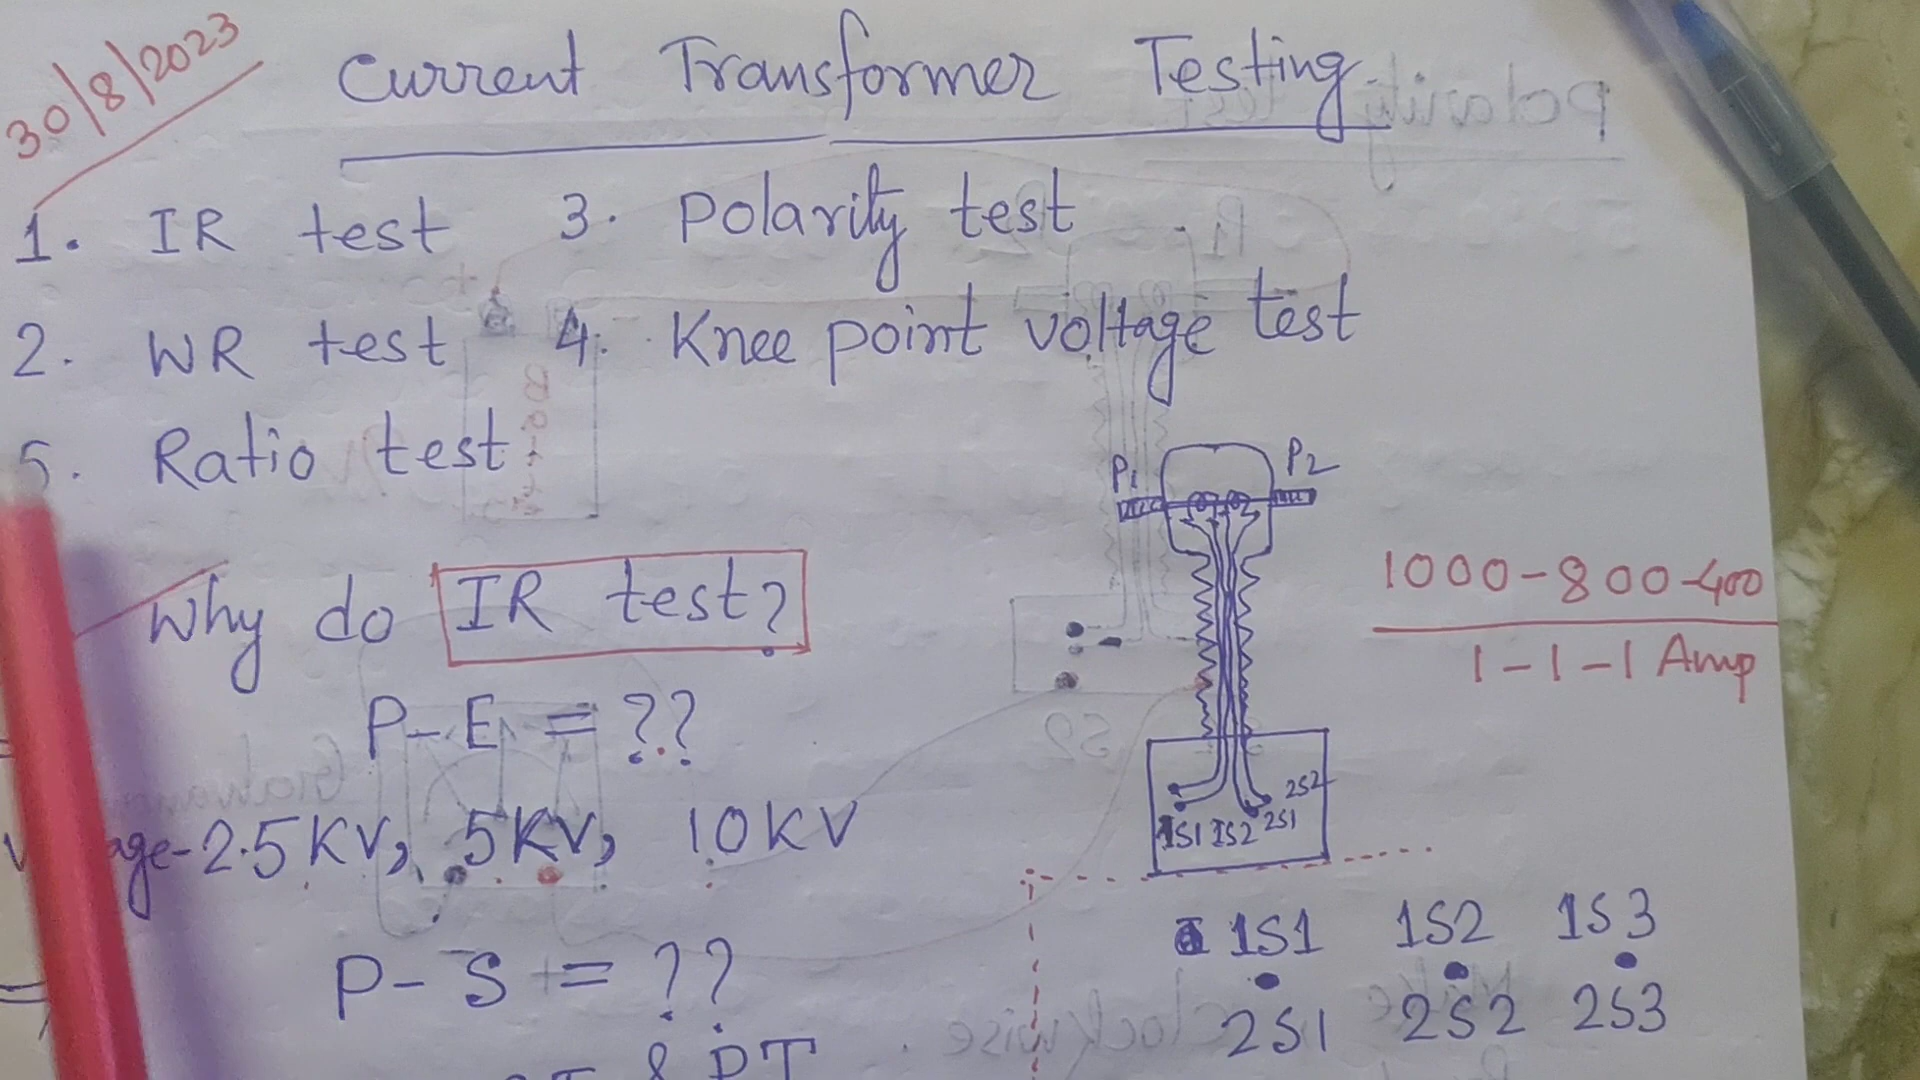 30/8/2023
Current Transformer Testing
1. IR test 3. Polarity test
2. WR test 4. Knee point voltage test
5. Ratio test
P1 P2
1000-800-400
1-1-1 Amp
Why do IR test?
P-E = ??
age-2.5KV, 5KV, 10KV
2S2
1S1 1S2 2S1
P-S = ??
1S1 1S2 1S3
2S1 2S2 2S3
& PT